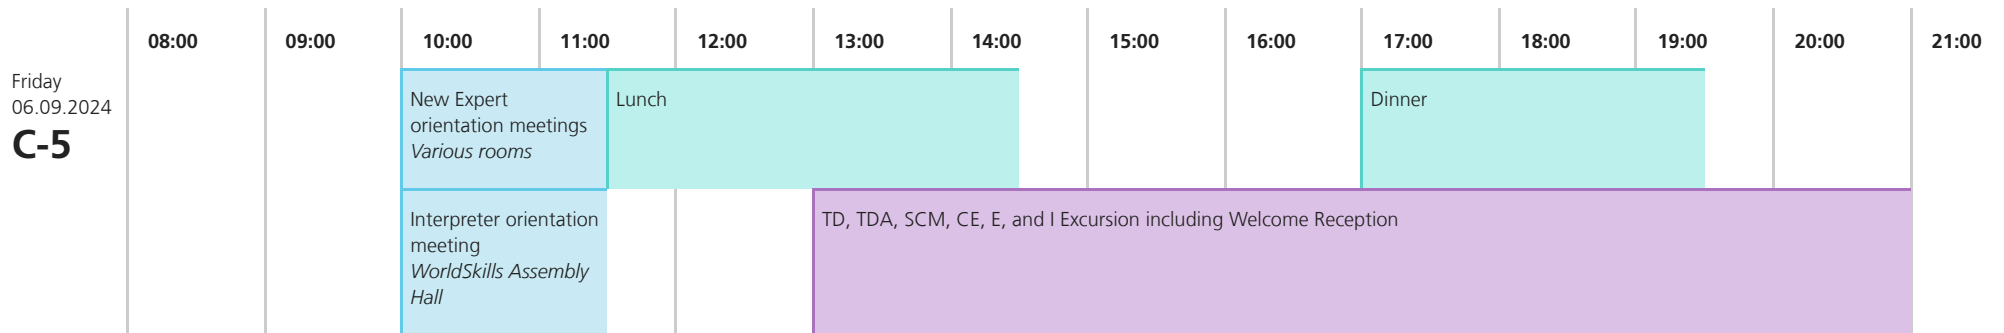 08:00 09:00 10:00 11:00 12:00 13:00 14:00 15:00 16:00 17:00 18:00 19:00 20:00 21:00
Friday
06.09.2024
C-5
New Expert
orientation meetings
Various rooms
Lunch
Dinner
Interpreter orientation
meeting
WorldSkills Assembly
Hall
TD, TDA, SCM, CE, E, and I Excursion including Welcome Reception